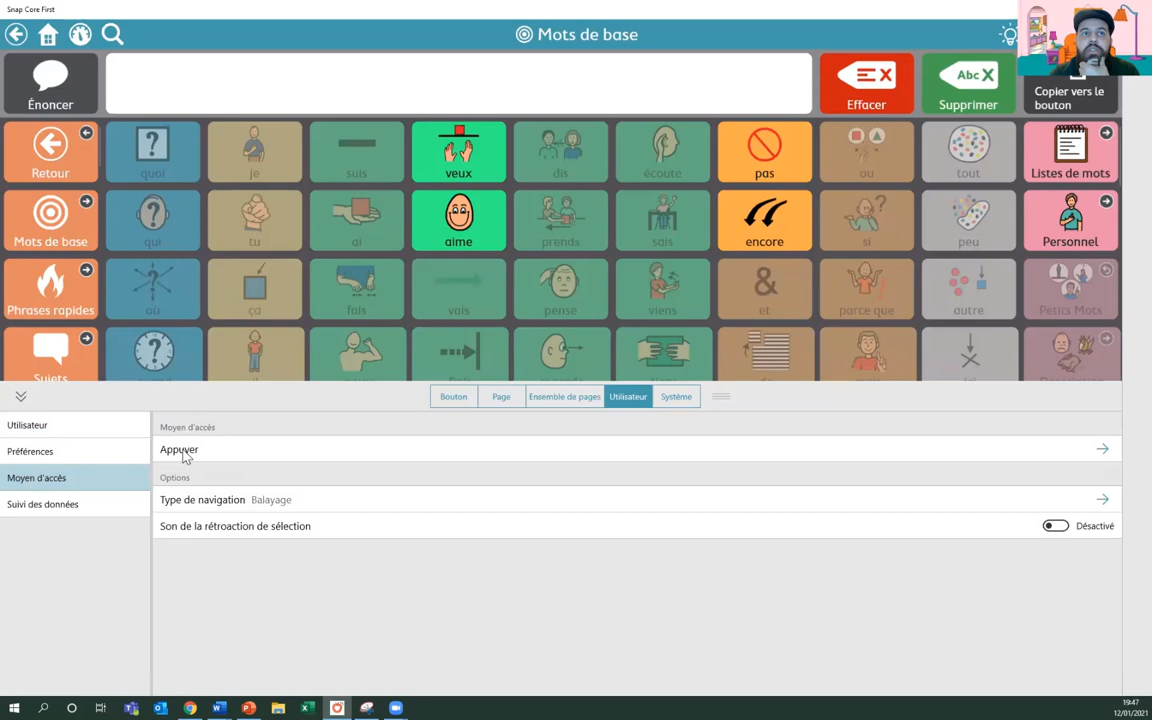 Snap Core First
Mots de base
Énoncer
Effacer
Abc X
Supprimer
Copier vers le
bouton
Retour
quoi
je
suis
veux
dis
écoute
pas
ou
tout
Listes de mots
Mots de base
qui
tu
ai
aime
prends
sais
encore
si
peu
Personnel
Phrases rapides
où
ça
fais
vais
pense
viens
&
et
parce que
autre
Petits Mots
Sujets
Bouton
Page
Ensemble de pages
Utilisateur
Système
Utilisateur
Préférences
Moyen d'accès
Suivi des données
Moyen d'accès
Appuyer
Options
Type de navigation Balayage
Son de la rétroaction de sélection
Désactivé
19:47
12/01/2021